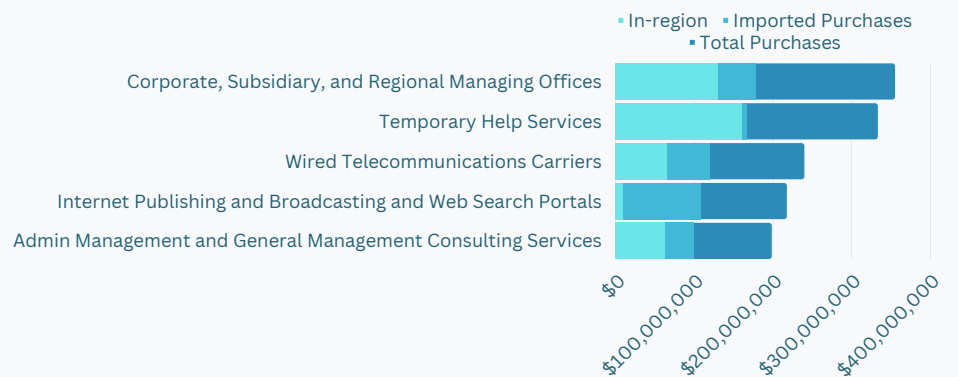 In-region Imported Purchases
Total Purchases
Corporate, Subsidiary, and Regional Managing Offices
Temporary Help Services
Wired Telecommunications Carriers
Internet Publishing and Broadcasting and Web Search Portals
Admin Management and General Management Consulting Services
$0
$100,000,000
$200,000,000
$300,000,000
$400,000,000